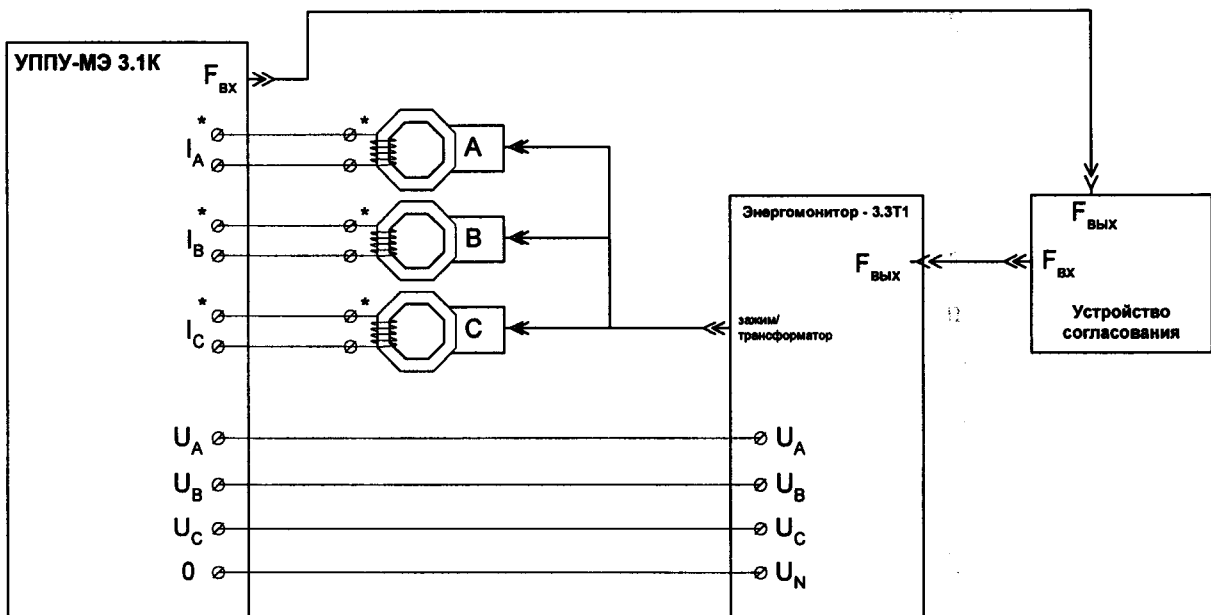 УППУ-МЭ 3.1К
Fвх
*
IA
*
A
*
IB
*
B
*
IC
*
C
Энергомонитор - 3.3Т1
Fвых
зажим/
трансформатор
Fвых
Fвх
Устройство
согласования
UA
UA
UB
UB
UC
UC
0
UN